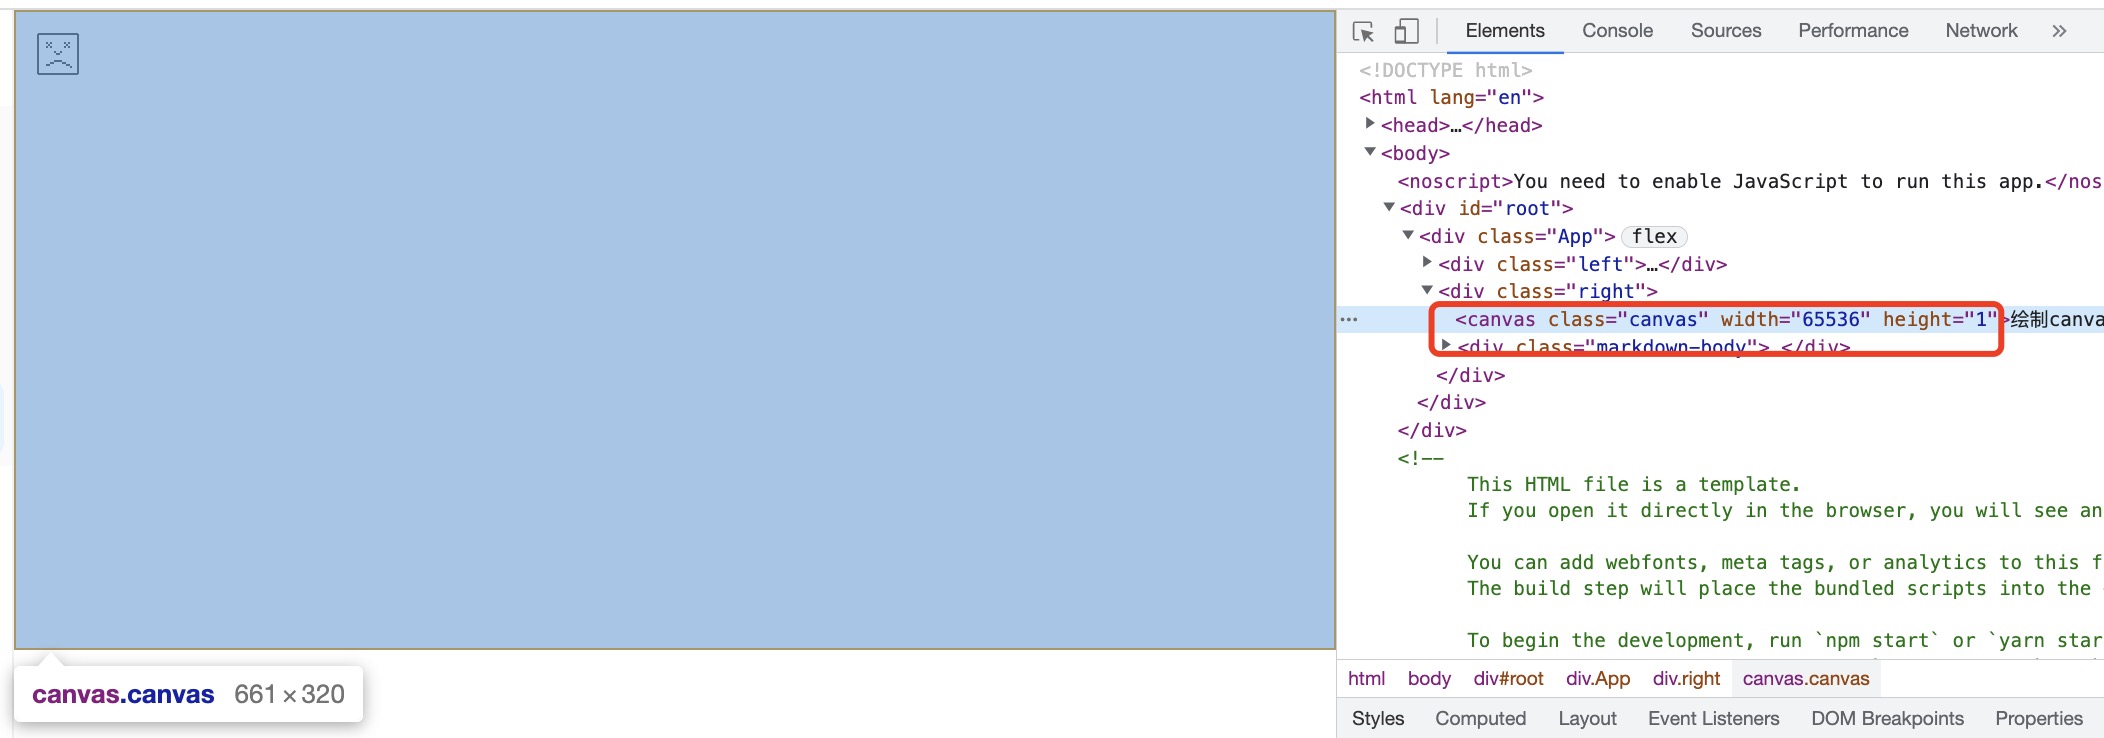 Elements Console Sources Performance Network
<!DOCTYPE html>
<html lang="en">
<head>…</head>
<body>
<noscript>You need to enable JavaScript to run this app.</nos
<div id="root">
<div class="App"> flex
<div class="left">…</div>
<div class="right">
<canvas class="canvas" width="65536" height="1">绘制canva
<div class="markdown-body"> </div>
</div>
</div>
</div>
<!--
This HTML file is a template.
If you open it directly in the browser, you will see an
You can add webfonts, meta tags, or analytics to this f
The build step will place the bundled scripts into the
To begin the development, run `npm start` or `yarn star
canvas.canvas 661 × 320
html body div#root div.App div.right canvas.canvas
Styles Computed Layout Event Listeners DOM Breakpoints Properties